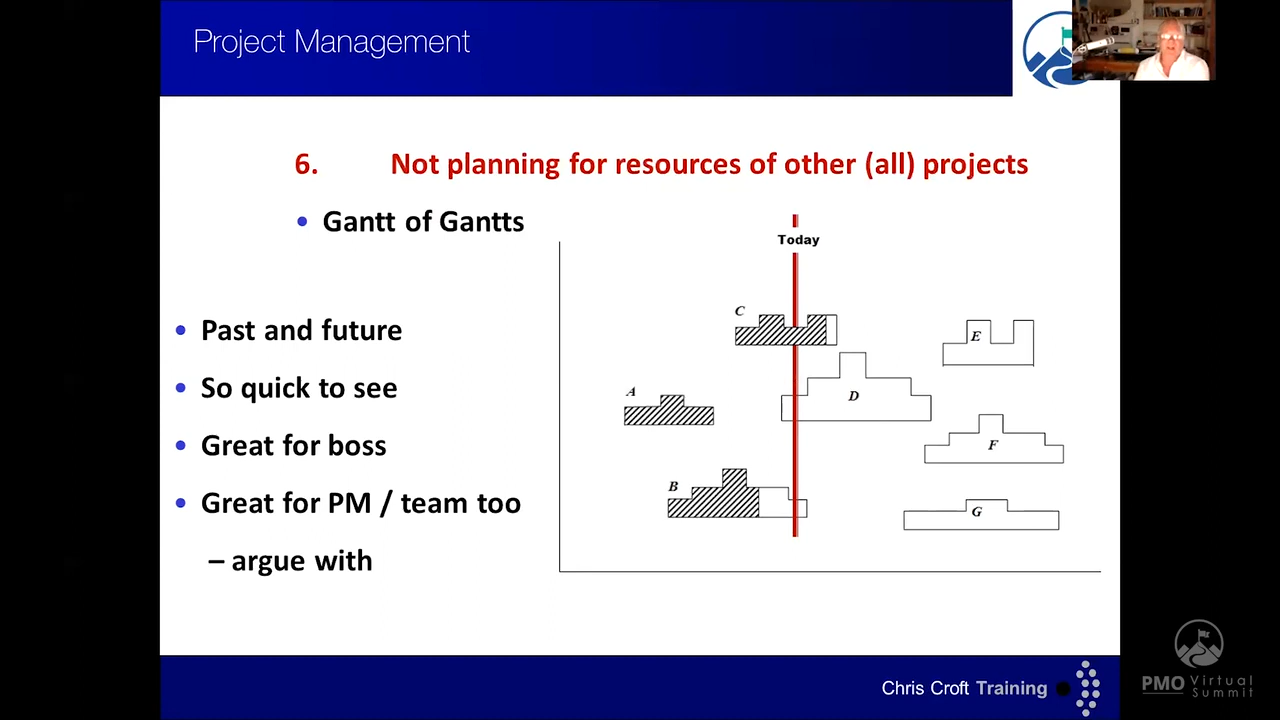 Project Management
6. Not planning for resources of other (all) projects
• Gantt of Gantts
• Past and future
• So quick to see
• Great for boss
• Great for PM / team too
– argue with
Today
C
E
A
D
F
B
G
Chris Croft Training
PMO Virtual
Summit